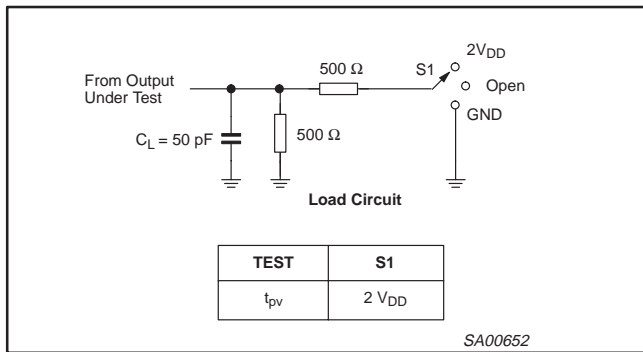 2VDD
500 Ω
S1
From Output
Under Test
Open
GND
CL = 50 pF
500 Ω
Load Circuit
TEST S1
tpv 2 VDD
SA00652